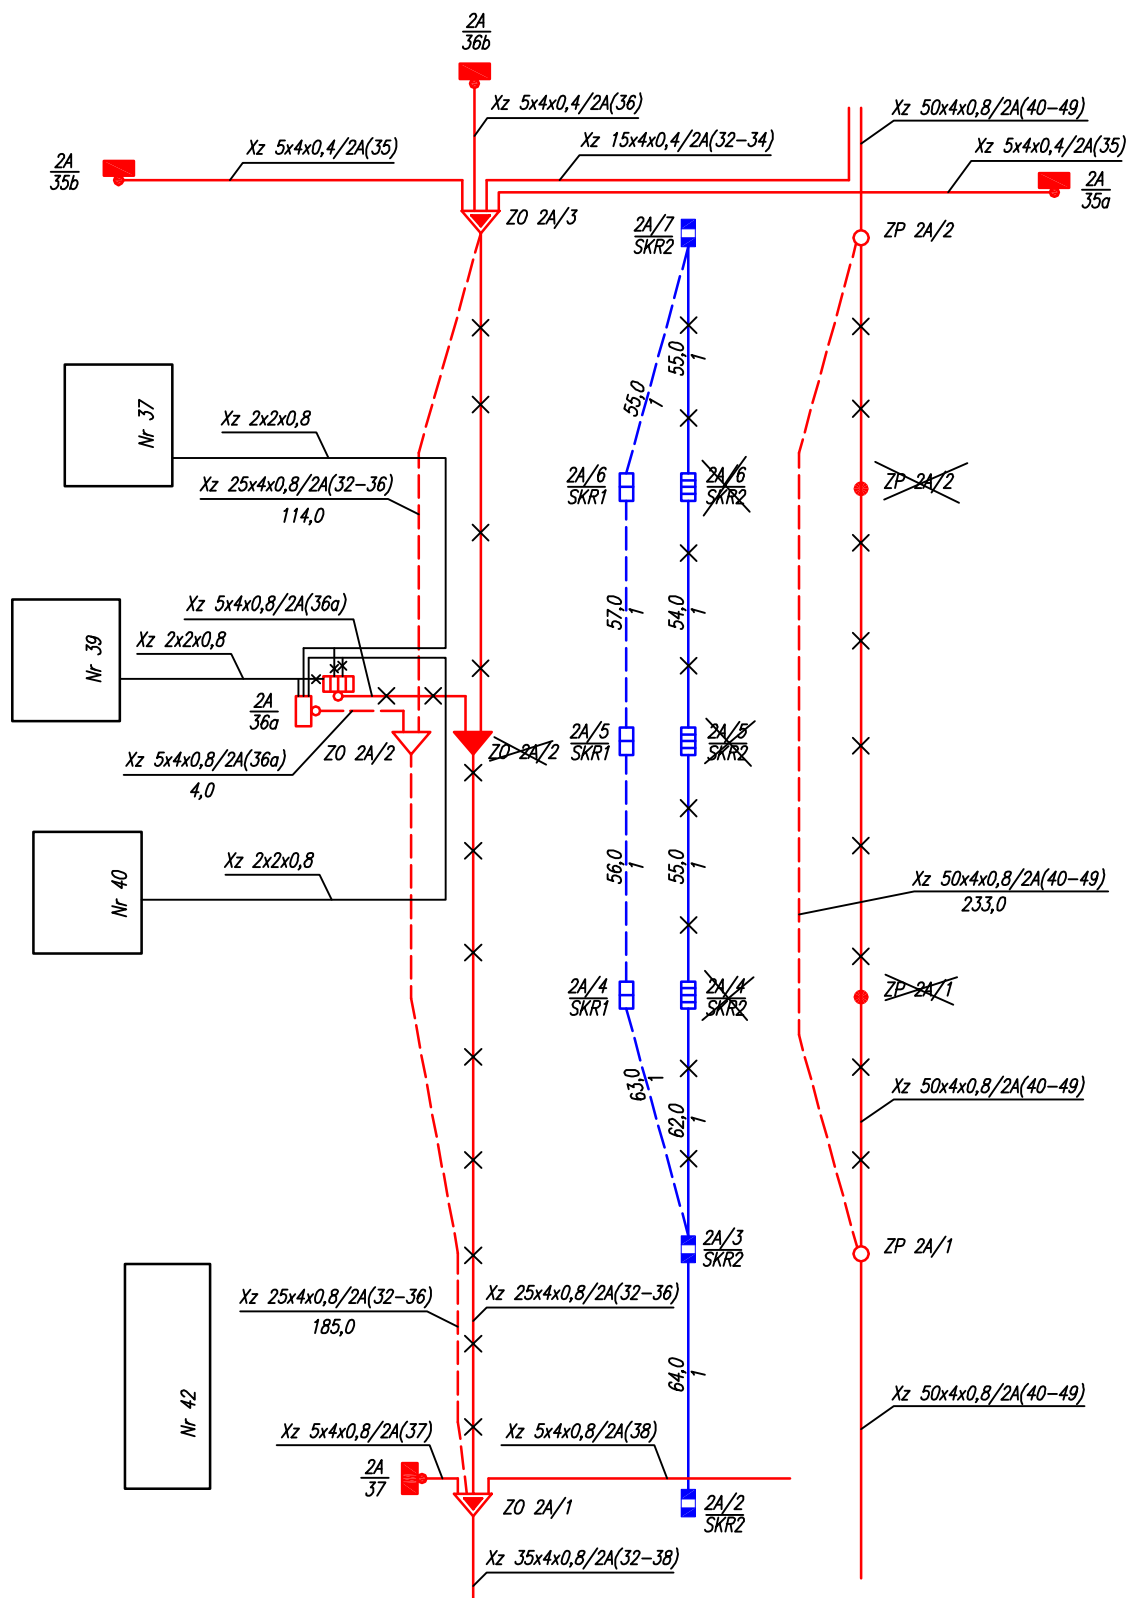 2A
36b
Xz 5x4x0,4/2A(36)
Xz 50x4x0,8/2A(40-49)
Xz 5x4x0,4/2A(35)
Xz 15x4x0,4/2A(32-34)
Xz 5x4x0,4/2A(35)
2A
35b
2A
35a
ZO 2A/3
2A/7
SKR2
ZP 2A/2
55,0
1
55,0
1
Nr 37
Xz 2x2x0,8
Xz 25x4x0,8/2A(32-36)
114,0
2A/6
SKR1
2A/6
SKR2
ZP 2A/2
Xz 5x4x0,8/2A(36a)
57,0
1
54,0
1
Nr 39
Xz 2x2x0,8
2A
36a
ZO 2A/2
ZO 2A/2
2A/5
SKR1
2A/5
SKR2
Xz 5x4x0,8/2A(36a)
4,0
Nr 40
Xz 2x2x0,8
56,0
1
55,0
1
Xz 50x4x0,8/2A(40-49)
233,0
2A/4
SKR1
2A/4
SKR2
ZP 2A/1
63,0
1
62,0
1
Xz 50x4x0,8/2A(40-49)
2A/3
SKR2
ZP 2A/1
Xz 25x4x0,8/2A(32-36)
185,0
Xz 25x4x0,8/2A(32-36)
64,0
1
Nr 42
Xz 50x4x0,8/2A(40-49)
Xz 5x4x0,8/2A(37)
Xz 5x4x0,8/2A(38)
2A
37
ZO 2A/1
2A/2
SKR2
Xz 35x4x0,8/2A(32-38)